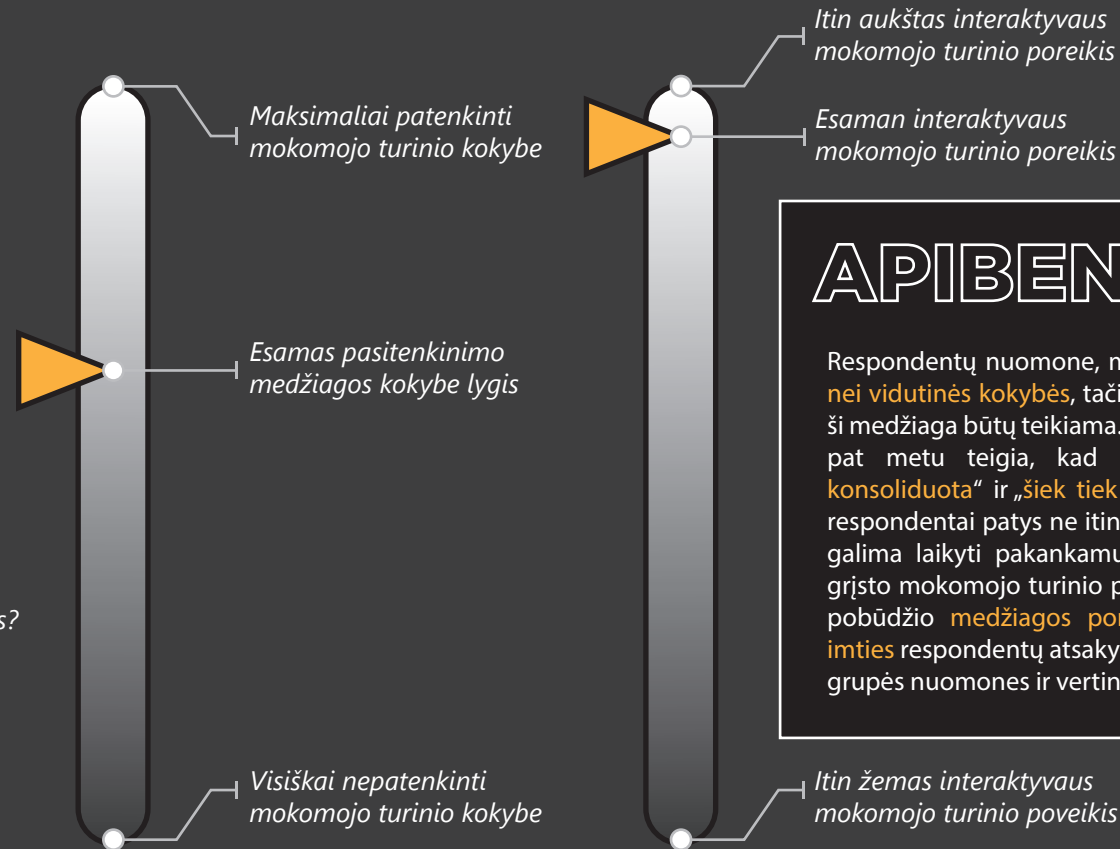 Maksimaliai patenkinti
mokomojo turinio kokybe
Esamas pasitenkinimo
medžiagos kokybe lygis
Visiškai nepatenkinti
mokomojo turinio kokybe
s?
Itin aukštas interaktyvaus
mokomojo turinio poreikis
Esaman interaktyvaus
mokomojo turinio poreikis
APIBEN
Respondentų nuomone, m
nei vidutinės kokybės, tači
ši medžiaga būtų teikiama.
pat metu teigia, kad
konsoliduota“ ir „šiek tiek
respondentai patys ne itin
galima laikyti pakankamu
grįsto mokomojo turinio p
pobūdžio medžiagos por
imties respondentų atsaky
grupės nuomones ir vertin
Itin žemas interaktyvaus
mokomojo turinio poveikis